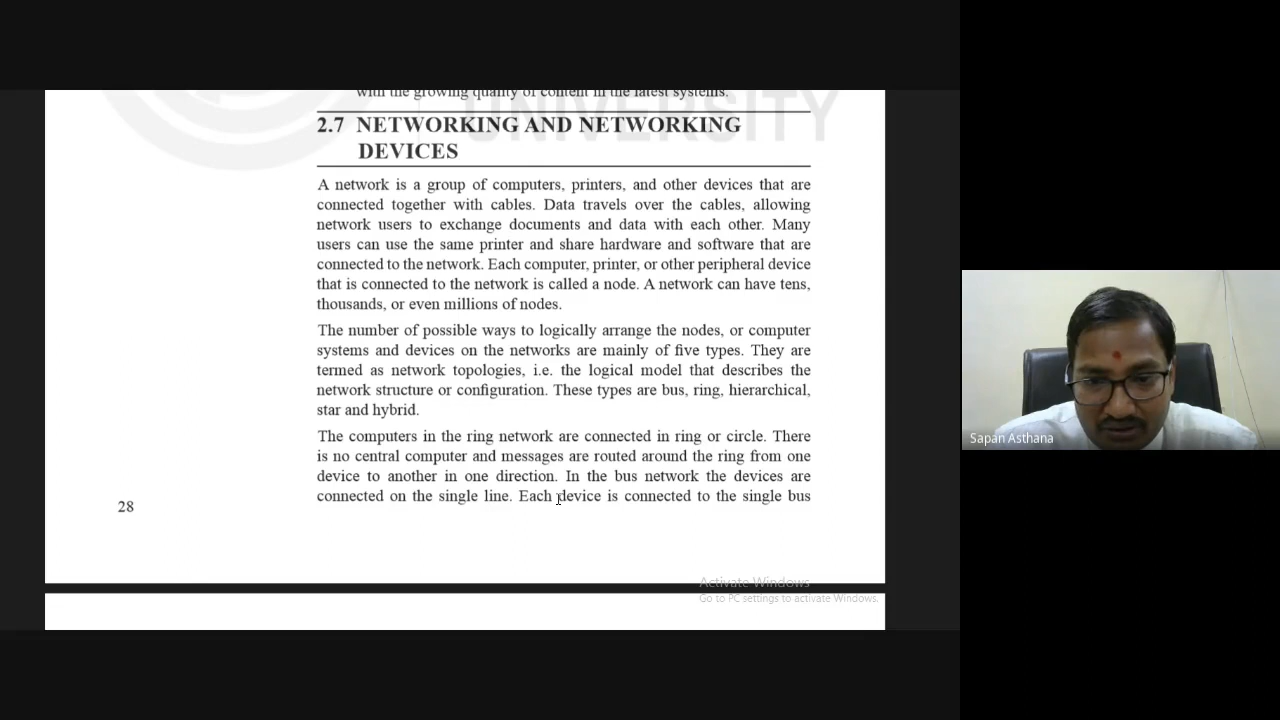 with the growing quality of content in the latest systems.
UNIVERSITY
2.7 NETWORKING AND NETWORKING
DEVICES
A network is a group of computers, printers, and other devices that are
connected together with cables. Data travels over the cables, allowing
network users to exchange documents and data with each other. Many
users can use the same printer and share hardware and software that are
connected to the network. Each computer, printer, or other peripheral device
that is connected to the network is called a node. A network can have tens,
thousands, or even millions of nodes.
The number of possible ways to logically arrange the nodes, or computer
systems and devices on the networks are mainly of five types. They are
termed as network topologies, i.e. the logical model that describes the
network structure or configuration. These types are bus, ring, hierarchical,
star and hybrid.
The computers in the ring network are connected in ring or circle. There
is no central computer and messages are routed around the ring from one
device to another in one direction. In the bus network the devices are
connected on the single line. Each device is connected to the single bus
28
Activate Windows
Go to PC settings to activate Windows.
Sapan Asthana